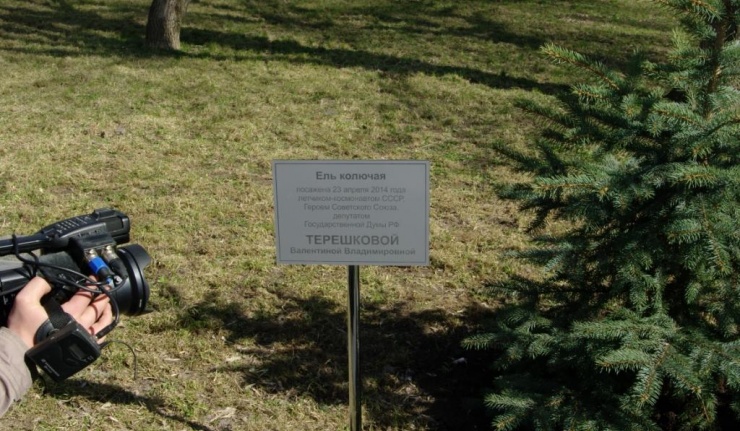 Ель колючая
посажена 23 апреля 2014 года
летчиком-космонавтом СССР,
Героем Советского Союза,
депутатом
Государственной Думы РФ
ТЕРЕШКОВОЙ
Валентиной Владимировной